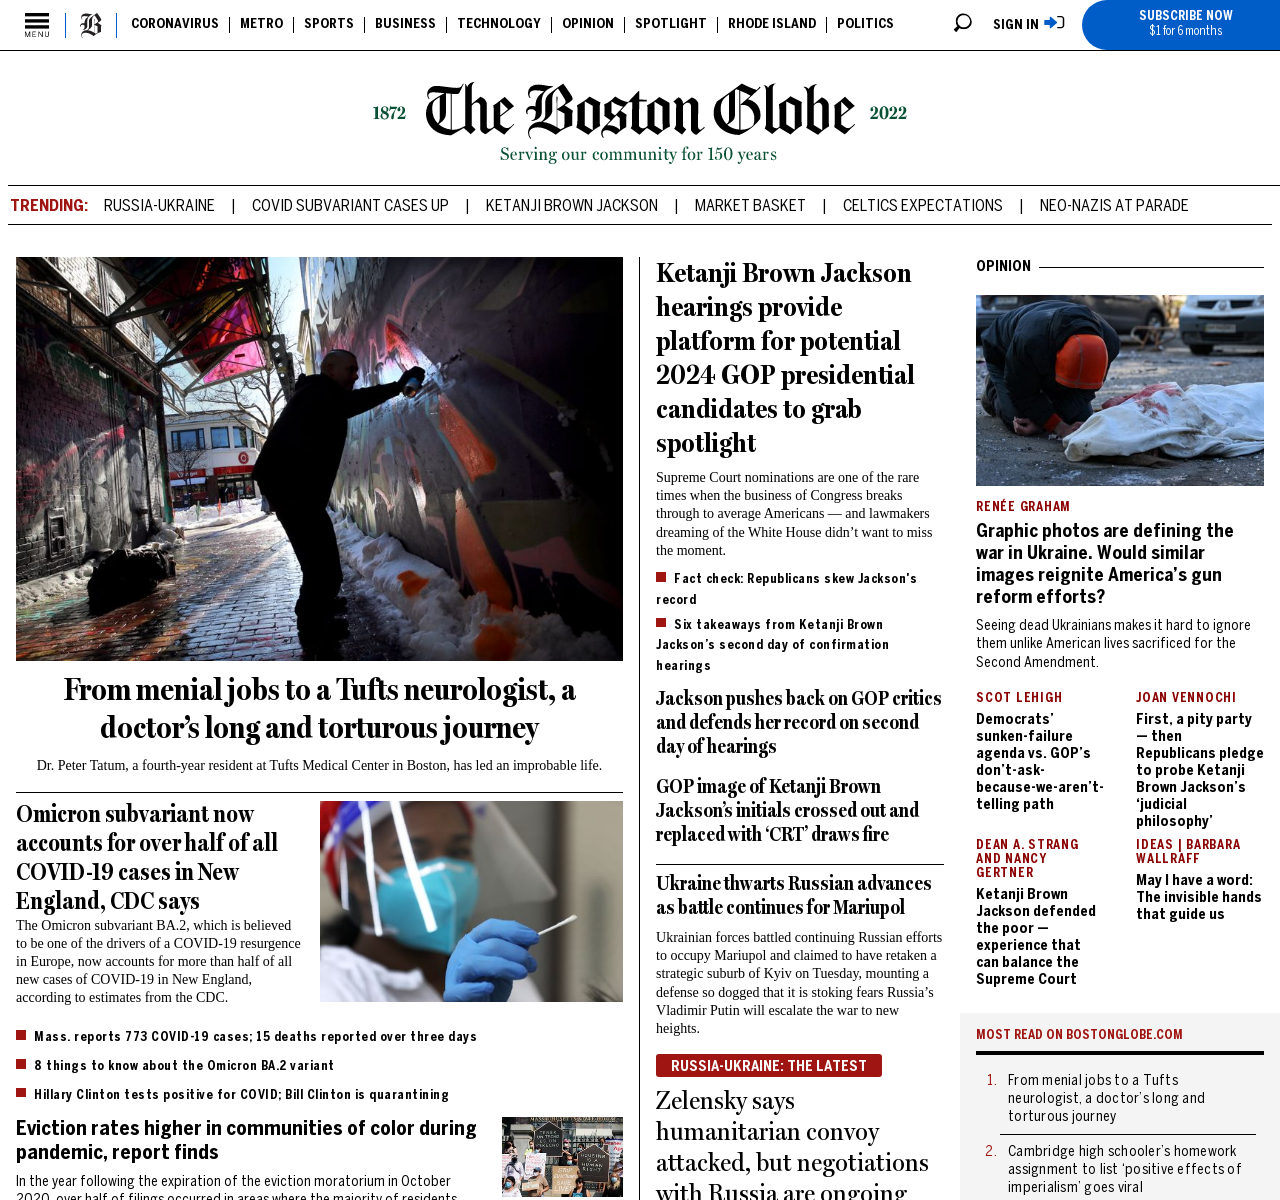 MENU
B
CORONAVIRUS
METRO
SPORTS
BUSINESS
TECHNOLOGY
OPINION
SPOTLIGHT
RHODE ISLAND
POLITICS
SIGN IN
SUBSCRIBE NOW
$1 for 6 months
1872
The Boston Globe
2022
Serving our community for 150 years
TRENDING:
RUSSIA-UKRAINE | COVID SUBVARIANT CASES UP | KETANJI BROWN JACKSON | MARKET BASKET | CELTICS EXPECTATIONS | NEO-NAZIS AT PARADE
From menial jobs to a Tufts neurologist, a
doctor’s long and torturous journey
Dr. Peter Tatum, a fourth-year resident at Tufts Medical Center in Boston, has led an improbable life.
Omicron subvariant now
accounts for over half of all
COVID-19 cases in New
England, CDC says
The Omicron subvariant BA.2, which is believed
to be one of the drivers of a COVID-19 resurgence
in Europe, now accounts for more than half of all
new cases of COVID-19 in New England,
according to estimates from the CDC.
Mass. reports 773 COVID-19 cases; 15 deaths reported over three days
8 things to know about the Omicron BA.2 variant
Hillary Clinton tests positive for COVID; Bill Clinton is quarantining
Eviction rates higher in communities of color during
pandemic, report finds
In the year following the expiration of the eviction moratorium in October
2020, over half of filings occurred in areas where the majority of residents
Ketanji Brown Jackson
hearings provide
platform for potential
2024 GOP presidential
candidates to grab
spotlight
Supreme Court nominations are one of the rare
times when the business of Congress breaks
through to average Americans — and lawmakers
dreaming of the White House didn’t want to miss
the moment.
Fact check: Republicans skew Jackson's
record
Six takeaways from Ketanji Brown
Jackson’s second day of confirmation
hearings
Jackson pushes back on GOP critics
and defends her record on second
day of hearings
GOP image of Ketanji Brown
Jackson’s initials crossed out and
replaced with ‘CRT’ draws fire
Ukraine thwarts Russian advances
as battle continues for Mariupol
Ukrainian forces battled continuing Russian efforts
to occupy Mariupol and claimed to have retaken a
strategic suburb of Kyiv on Tuesday, mounting a
defense so dogged that it is stoking fears Russia’s
Vladimir Putin will escalate the war to new
heights.
RUSSIA-UKRAINE: THE LATEST
Zelensky says
humanitarian convoy
attacked, but negotiations
with Russia are ongoing
OPINION
RENÉE GRAHAM
Graphic photos are defining the
war in Ukraine. Would similar
images reignite America’s gun
reform efforts?
Seeing dead Ukrainians makes it hard to ignore
them unlike American lives sacrificed for the
Second Amendment.
SCOT LEHIGH
Democrats’
sunken-failure
agenda vs. GOP’s
don’t-ask-
because-we-aren’t-
telling path
JOAN VENNOCHI
First, a pity party
— then
Republicans pledge
to probe Ketanji
Brown Jackson’s
‘judicial
philosophy’
DEAN A. STRANG
AND NANCY
GERTNER
Ketanji Brown
Jackson defended
the poor —
experience that
can balance the
Supreme Court
IDEAS | BARBARA
WALLRAFF
May I have a word:
The invisible hands
that guide us
MOST READ ON BOSTONGLOBE.COM
1. From menial jobs to a Tufts
neurologist, a doctor’s long and
torturous journey
2. Cambridge high schooler’s homework
assignment to list ‘positive effects of
imperialism’ goes viral